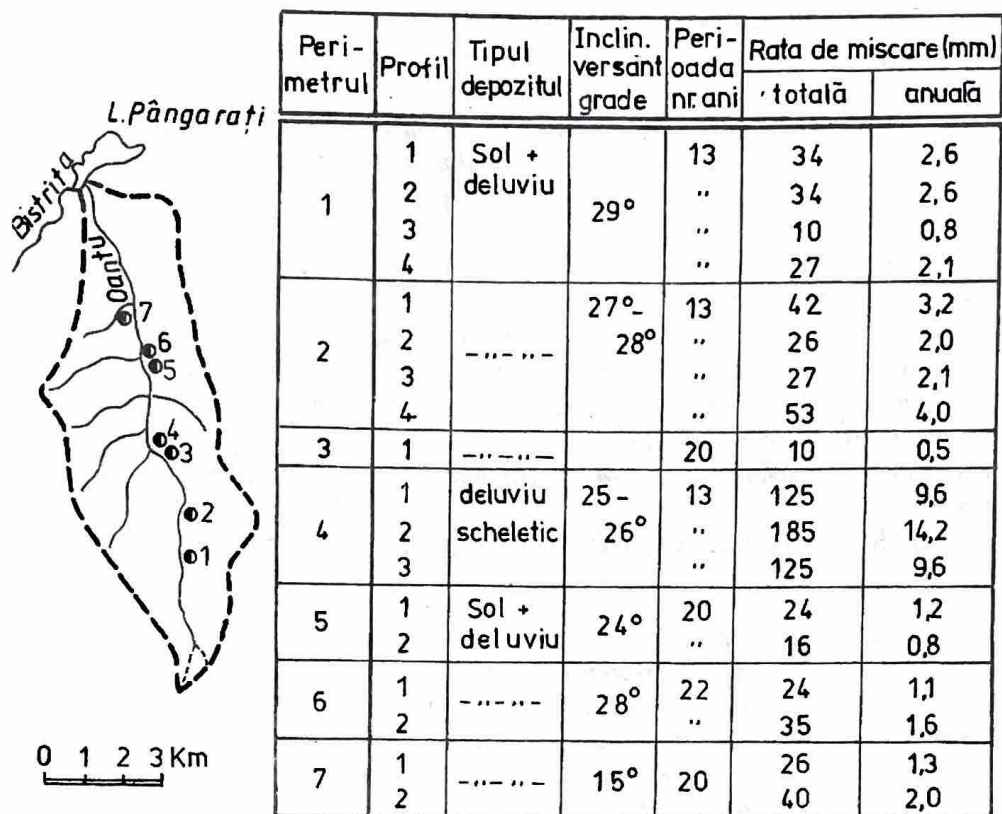 L. Pângarați
Bistrița
Oanțu
7
6
5
4
3
2
1
0 1 2 3 Km
Peri-metrul Profil Tipul depozitul Inclin. versant grade Peri-oada nr. ani Rata de miscare (mm)
totală anuală
1 1 Sol + 13 34 2,6
2 deluviu " 34 2,6
3 29° " 10 0,8
4 " 27 2,1
2 1 27°- 13 42 3,2
2 -"-"- 28° " 26 2,0
3 " 27 2,1
4 " 53 4,0
3 1 -"-"- 20 10 0,5
4 1 deluviu 25- 13 125 9,6
2 scheletic 26° " 185 14,2
3 " 125 9,6
5 1 Sol + 24° 20 24 1,2
2 deluviu " 16 0,8
6 1 -"-"- 28° 22 24 1,1
2 " 35 1,6
7 1 -"-"- 15° 20 26 1,3
2 40 2,0